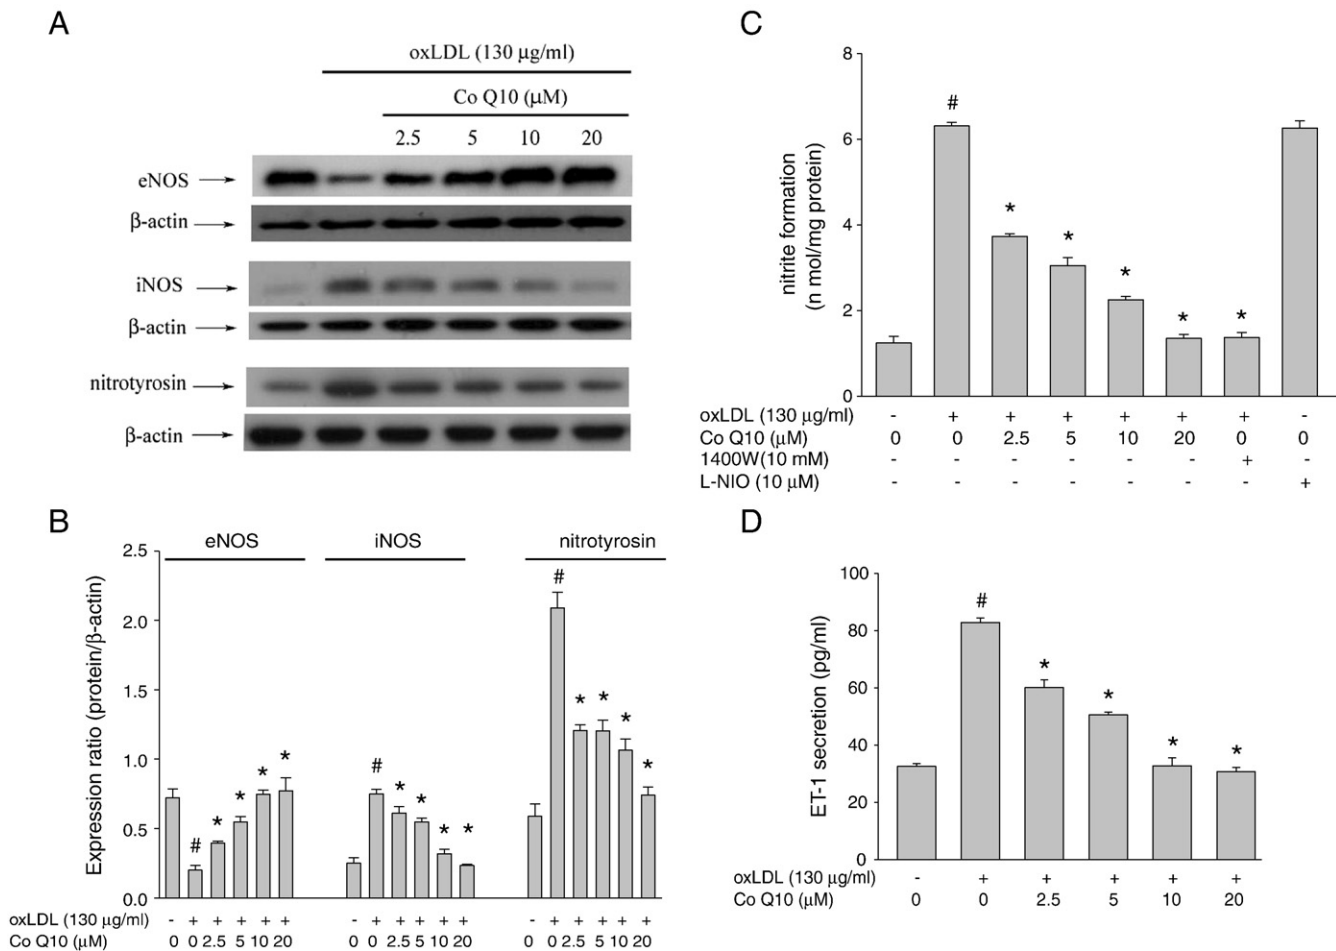 A
oxLDL (130 μg/ml)
Co Q10 (μM)
2.5 5 10 20
eNOS
β-actin
iNOS
β-actin
nitrotyrosin
β-actin
B
eNOS iNOS nitrotyrosin
Expression ratio (protein/β-actin)
2.5
2.0
1.5
1.0
0.5
0.0
# * * * *
# * * * *
# * * * *
oxLDL (130 μg/ml) - + + + + + - + + + + + - + + + + +
Co Q10 (μM) 0 0 2.5 5 10 20 0 0 2.5 5 10 20 0 0 2.5 5 10 20
C
nitrite formation
(n mol/mg protein)
8
6
4
2
0
# * * * * *
oxLDL (130 μg/ml) - + + + + + + -
Co Q10 (μM) 0 0 2.5 5 10 20 0 0
1400W(10 mM) - - - - - - + -
L-NIO (10 μM) - - - - - - - +
D
ET-1 secretion (pg/ml)
100
80
60
40
20
0
# * * * *
oxLDL (130 μg/ml) - + + + + +
Co Q10 (μM) 0 0 2.5 5 10 20